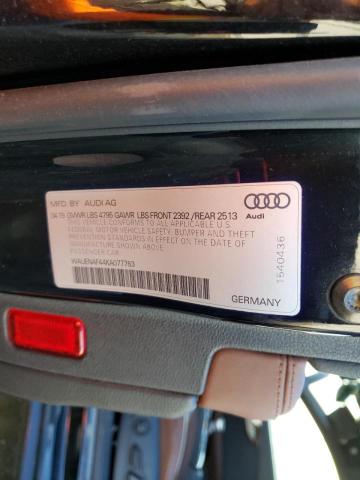 MFD. BY AUDI AG
04/19 GVWR LBS 4795 GAWR LBS FRONT 2392 /REAR 2513
THIS VEHICLE CONFORMS TO ALL APPLICABLE U.S.
FEDERAL MOTOR VEHICLE SAFETY, BUMPER AND THEFT
PREVENTION STANDARDS IN EFFECT ON THE DATE OF
MANUFACTURE SHOWN ABOVE.
PASSENGER CAR
WAUENAF44KA077763
Audi
1540436
GERMANY